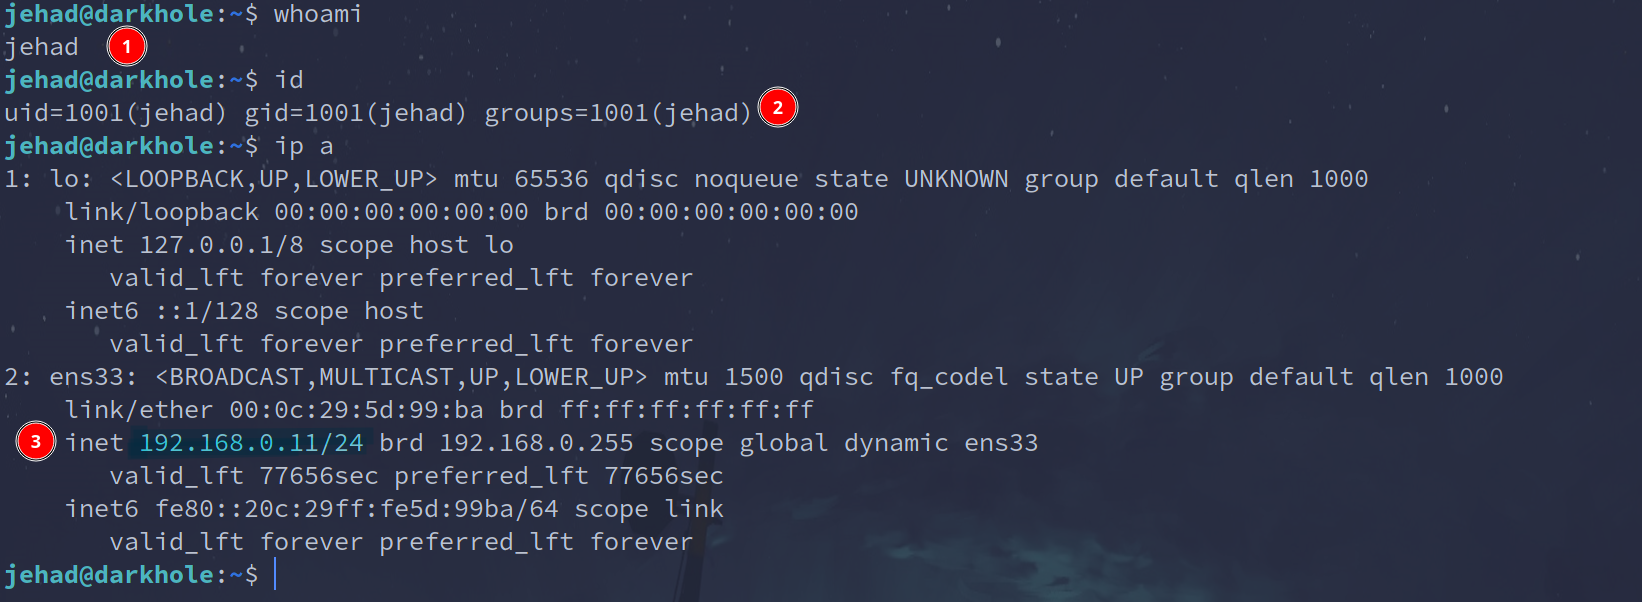 jehad@darkhole:~$ whoami
jehad 1
jehad@darkhole:~$ id
uid=1001(jehad) gid=1001(jehad) groups=1001(jehad) 2
jehad@darkhole:~$ ip a
1: lo: <LOOPBACK,UP,LOWER_UP> mtu 65536 qdisc noqueue state UNKNOWN group default qlen 1000
    link/loopback 00:00:00:00:00:00 brd 00:00:00:00:00:00
    inet 127.0.0.1/8 scope host lo
       valid_lft forever preferred_lft forever
    inet6 ::1/128 scope host
       valid_lft forever preferred_lft forever
2: ens33: <BROADCAST,MULTICAST,UP,LOWER_UP> mtu 1500 qdisc fq_codel state UP group default qlen 1000
    link/ether 00:0c:29:5d:99:ba brd ff:ff:ff:ff:ff:ff
3 inet 192.168.0.11/24 brd 192.168.0.255 scope global dynamic ens33
       valid_lft 77656sec preferred_lft 77656sec
    inet6 fe80::20c:29ff:fe5d:99ba/64 scope link
       valid_lft forever preferred_lft forever
jehad@darkhole:~$